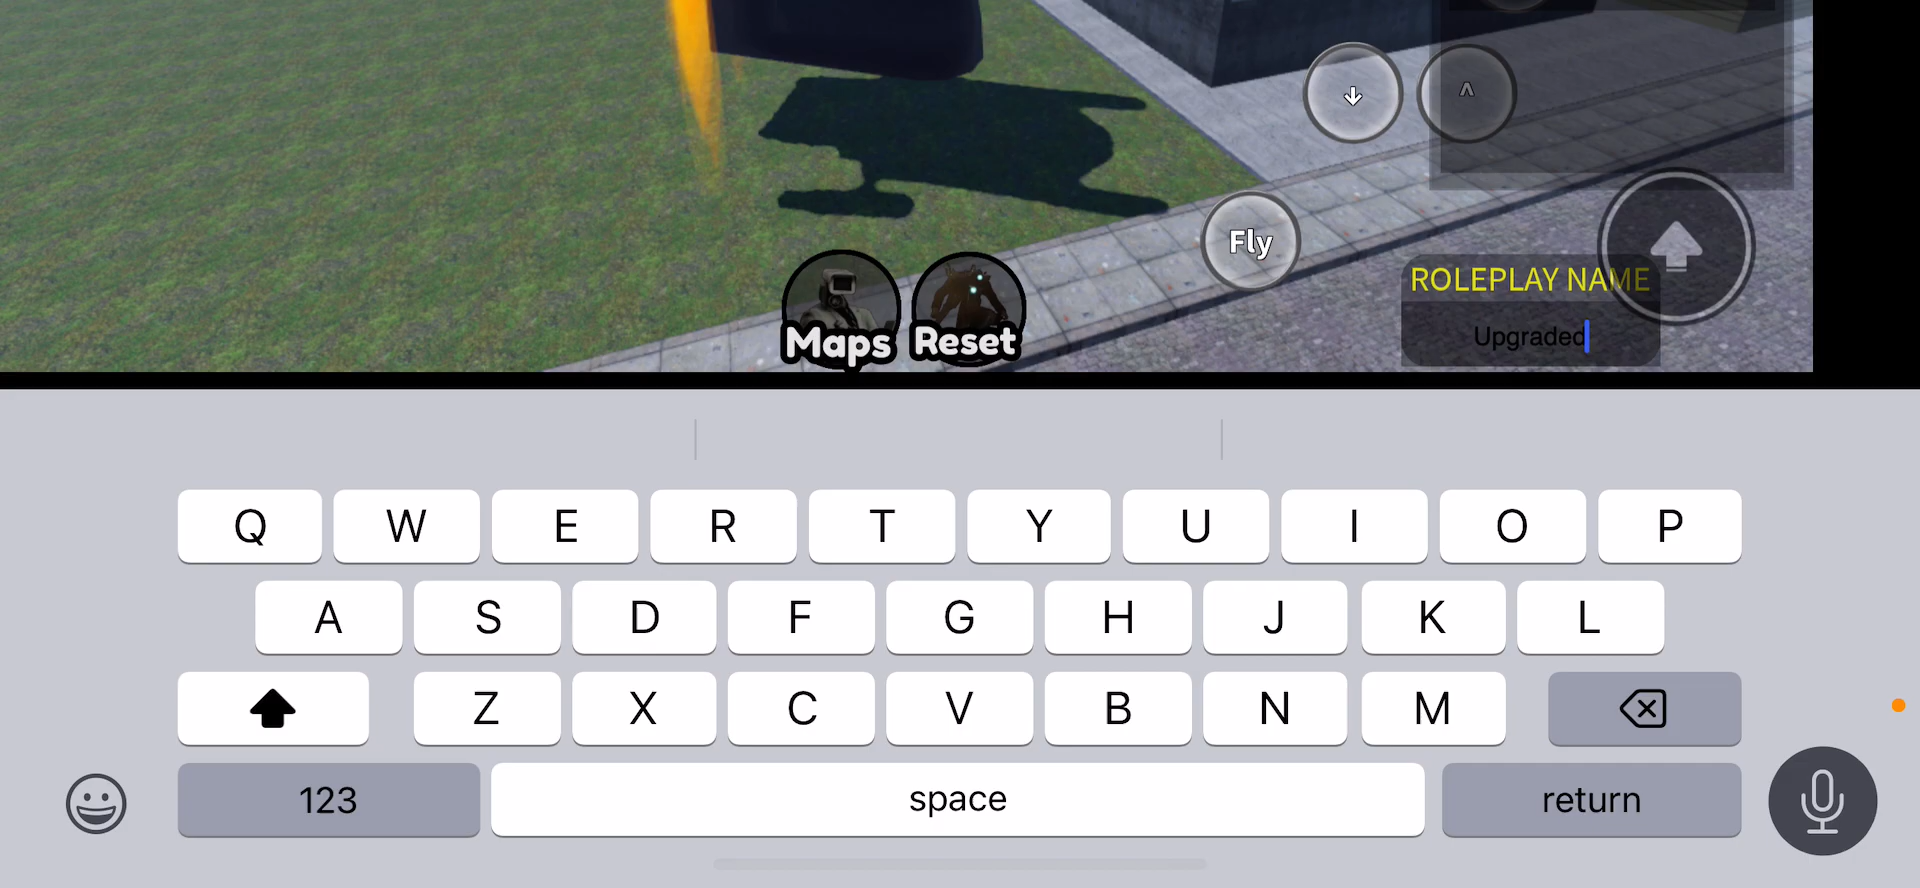 Fly
ROLEPLAY NAME
Upgraded
Maps Reset
Q W E R T Y U I O P
A S D F G H J K L
Z X C V B N M
123 space return